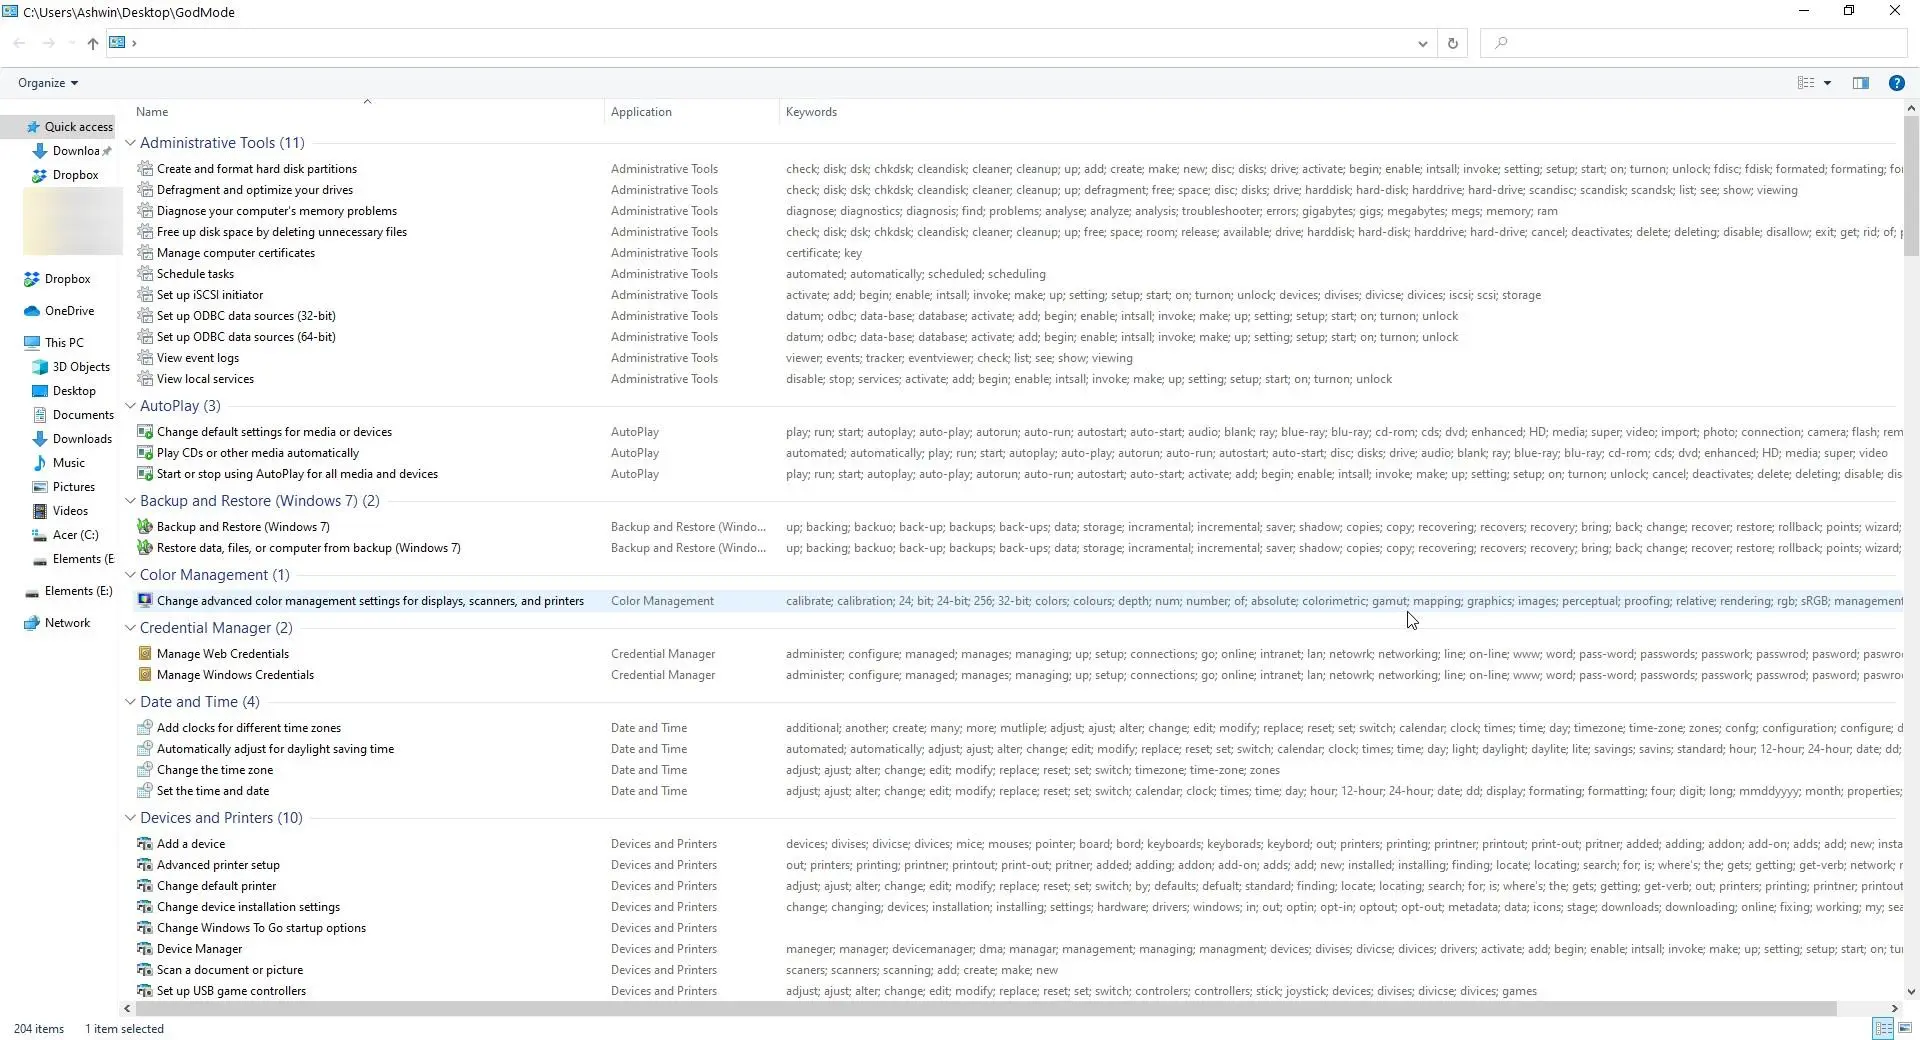 C:\Users\Ashwin\Desktop\GodMode
Organize
Name Application Keywords
Quick access
Downloa
Dropbox
Dropbox
OneDrive
This PC
3D Objects
Desktop
Documents
Downloads
Music
Pictures
Videos
Acer (C:)
Elements (E
Elements (E:)
Network
Administrative Tools (11)
Create and format hard disk partitions Administrative Tools check; disk; dsk; chkdsk; cleandisk; cleaner; cleanup; up; add; create; make; new; disc; disks; drive; activate; begin; enable; intsall; invoke; setting; setup; start; on; turnon; unlock; fdisc; fdisk; formated; formating; fo
Defragment and optimize your drives Administrative Tools check; disk; dsk; chkdsk; cleandisk; cleaner; cleanup; up; defragment; free; space; disc; disks; drive; harddisk; hard-disk; harddrive; hard-drive; scandisc; scandisk; scandsk; list; see; show; viewing
Diagnose your computer's memory problems Administrative Tools diagnose; diagnostics; diagnosis; find; problems; analyse; analyze; analysis; troubleshooter; errors; gigabytes; gigs; megabytes; megs; memory; ram
Free up disk space by deleting unnecessary files Administrative Tools check; disk; dsk; chkdsk; cleandisk; cleaner; cleanup; up; free; space; room; release; available; drive; harddisk; hard-disk; harddrive; hard-drive; cancel; deactivates; delete; deleting; disable; disallow; exit; get; rid; of;
Manage computer certificates Administrative Tools certificate; key
Schedule tasks Administrative Tools automated; automatically; scheduled; scheduling
Set up iSCSI initiator Administrative Tools activate; add; begin; enable; intsall; invoke; make; up; setting; setup; start; on; turnon; unlock; devices; divises; divicse; divices; iscsi; scsi; storage
Set up ODBC data sources (32-bit) Administrative Tools datum; odbc; data-base; database; activate; add; begin; enable; intsall; invoke; make; up; setting; setup; start; on; turnon; unlock
Set up ODBC data sources (64-bit) Administrative Tools datum; odbc; data-base; database; activate; add; begin; enable; intsall; invoke; make; up; setting; setup; start; on; turnon; unlock
View event logs Administrative Tools viewer; events; tracker; eventviewer; check; list; see; show; viewing
View local services Administrative Tools disable; stop; services; activate; add; begin; enable; intsall; invoke; make; up; setting; setup; start; on; turnon; unlock
AutoPlay (3)
Change default settings for media or devices AutoPlay play; run; start; autoplay; auto-play; autorun; auto-run; autostart; auto-start; audio; blank; ray; blue-ray; blu-ray; cd-rom; cds; dvd; enhanced; HD; media; super; video; import; photo; connection; camera; flash; rem
Play CDs or other media automatically AutoPlay automated; automatically; play; run; start; autoplay; auto-play; autorun; auto-run; autostart; auto-start; disc; disks; drive; audio; blank; ray; blue-ray; blu-ray; cd-rom; cds; dvd; enhanced; HD; media; super; video
Start or stop using AutoPlay for all media and devices AutoPlay play; run; start; autoplay; auto-play; autorun; auto-run; autostart; auto-start; activate; add; begin; enable; intsall; invoke; make; up; setting; setup; on; turnon; unlock; cancel; deactivates; delete; deleting; disable; dis
Backup and Restore (Windows 7) (2)
Backup and Restore (Windows 7) Backup and Restore (Windo... up; backing; backuo; back-up; backups; back-ups; data; storage; incramental; incremental; saver; shadow; copies; copy; recovering; recovers; recovery; bring; back; change; recover; restore; rollback; points; wizard;
Restore data, files, or computer from backup (Windows 7) Backup and Restore (Windo... up; backing; backuo; back-up; backups; back-ups; data; storage; incramental; incremental; saver; shadow; copies; copy; recovering; recovers; recovery; bring; back; change; recover; restore; rollback; points; wizard;
Color Management (1)
Change advanced color management settings for displays, scanners, and printers Color Management calibrate; calibration; 24; bit; 24-bit; 256; 32-bit; colors; colours; depth; num; number; of; absolute; colorimetric; gamut; mapping; graphics; images; perceptual; proofing; relative; rendering; rgb; sRGB; management
Credential Manager (2)
Manage Web Credentials Credential Manager administer; configure; managed; manages; managing; up; setup; connections; go; online; intranet; lan; netowrk; networking; line; on-line; www; word; pass-word; passwords; passwork; passwrod; pasword; paswro
Manage Windows Credentials Credential Manager administer; configure; managed; manages; managing; up; setup; connections; go; online; intranet; lan; netowrk; networking; line; on-line; www; word; pass-word; passwords; passwork; passwrod; pasword; paswro
Date and Time (4)
Add clocks for different time zones Date and Time additional; another; create; many; more; mutliple; adjust; ajust; alter; change; edit; modify; replace; reset; set; switch; calendar; clock; times; time; day; timezone; time-zone; zones; confg; configuration; configure; d
Automatically adjust for daylight saving time Date and Time automated; automatically; adjust; ajust; alter; change; edit; modify; replace; reset; set; switch; calendar; clock; times; time; day; light; daylight; daylite; lite; savings; savins; standard; hour; 12-hour; 24-hour; date; dd;
Change the time zone Date and Time adjust; ajust; alter; change; edit; modify; replace; reset; set; switch; timezone; time-zone; zones
Set the time and date Date and Time adjust; ajust; alter; change; edit; modify; replace; reset; set; switch; calendar; clock; times; time; day; hour; 12-hour; 24-hour; date; dd; display; formating; formatting; four; digit; long; mmddyyyy; month; properties;
Devices and Printers (10)
Add a device Devices and Printers devices; divises; divicse; divices; mice; mouses; pointer; board; bord; keyboards; keyborads; keybord; out; printers; printing; printner; printout; print-out; pritner; added; adding; addon; add-on; adds; add; new; insta
Advanced printer setup Devices and Printers out; printers; printing; printner; printout; print-out; pritner; added; adding; addon; add-on; adds; add; new; installed; installing; finding; locate; locating; search; for; is; where's; the; gets; getting; get-verb; network; r
Change default printer Devices and Printers adjust; ajust; alter; change; edit; modify; replace; reset; set; switch; by; defaults; defualt; standard; finding; locate; locating; search; for; is; where's; the; gets; getting; get-verb; out; printers; printing; printner; printout
Change device installation settings Devices and Printers change; changing; devices; installation; installing; settings; hardware; drivers; windows; in; out; optin; opt-in; optout; opt-out; metadata; data; icons; stage; downloads; downloading; online; fixing; working; my; sea
Change Windows To Go startup options Devices and Printers
Device Manager Devices and Printers maneger; manager; devicemanager; dma; managar; management; managing; managment; devices; divises; divicse; divices; drivers; activate; add; begin; enable; intsall; invoke; make; up; setting; setup; start; on; tu
Scan a document or picture Devices and Printers scaners; scanners; scanning; add; create; make; new
Set up USB game controllers Devices and Printers adjust; ajust; alter; change; edit; modify; replace; reset; set; switch; controlers; controllers; stick; joystick; devices; divises; divicse; divices; games
204 items 1 item selected